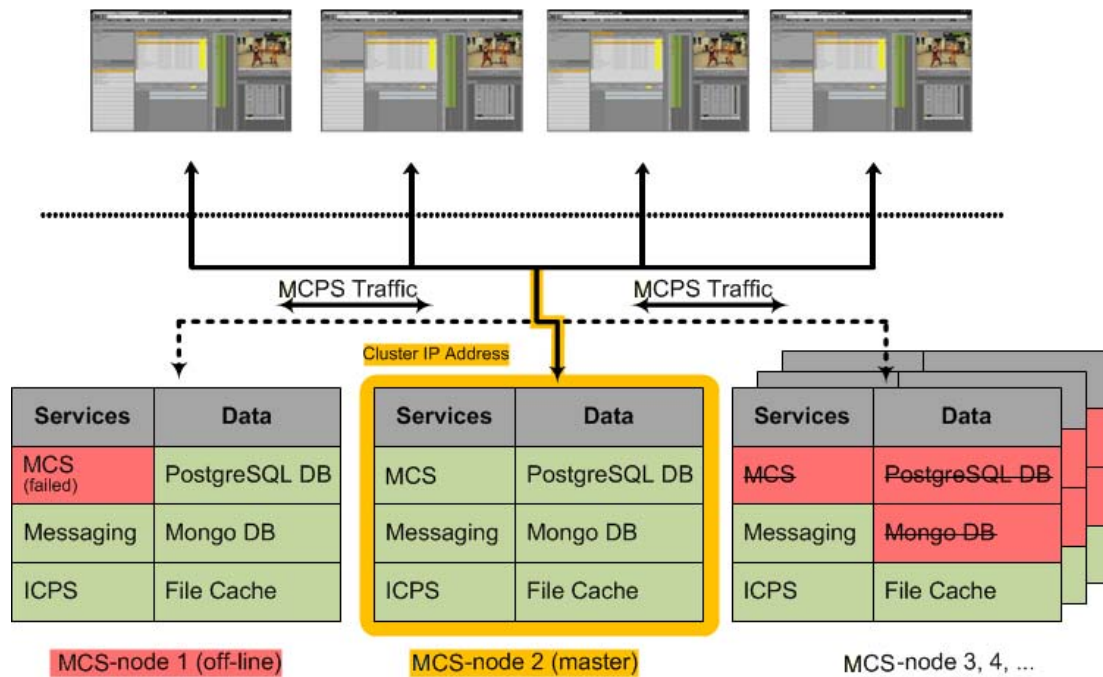 MCPS Traffic
MCPS Traffic
Cluster IP Address
Services Data
MCS
(failed)
PostgreSQL DB
Messaging Mongo DB
ICPS File Cache
MCS-node 1 (off-line)
Services Data
MCS PostgreSQL DB
Messaging Mongo DB
ICPS File Cache
MCS-node 2 (master)
Services Data
MCS PostgreSQL DB
Messaging Mongo DB
ICPS File Cache
MCS-node 3, 4, ...